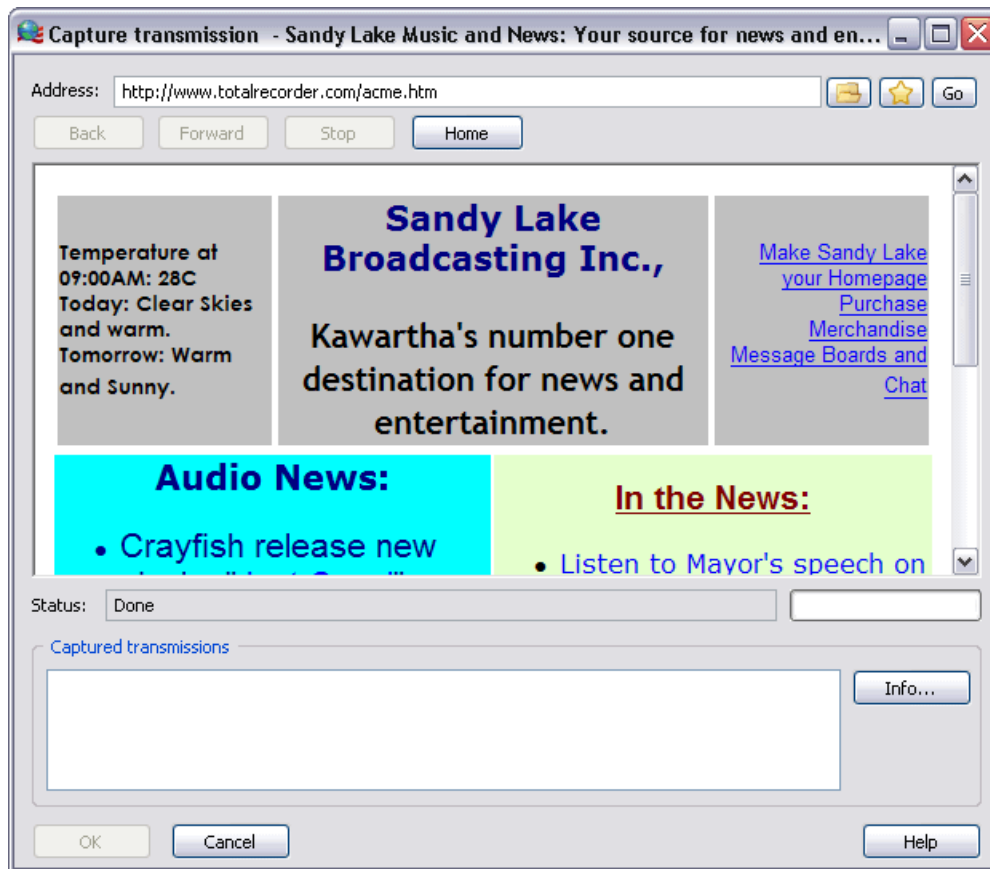 Capture transmission - Sandy Lake Music and News: Your source for news and en...
Address: http://www.totalrecorder.com/acme.htm Go
Back Forward Stop Home
Temperature at
09:00AM: 28C
Today: Clear Skies
and warm.
Tomorrow: Warm
and Sunny.
Sandy Lake
Broadcasting Inc.,
Kawartha's number one
destination for news and
entertainment.
Make Sandy Lake
your Homepage
Purchase
Merchandise
Message Boards and
Chat
Audio News:
• Crayfish release new
In the News:
• Listen to Mayor's speech on
Status: Done
Captured transmissions
Info...
OK Cancel Help